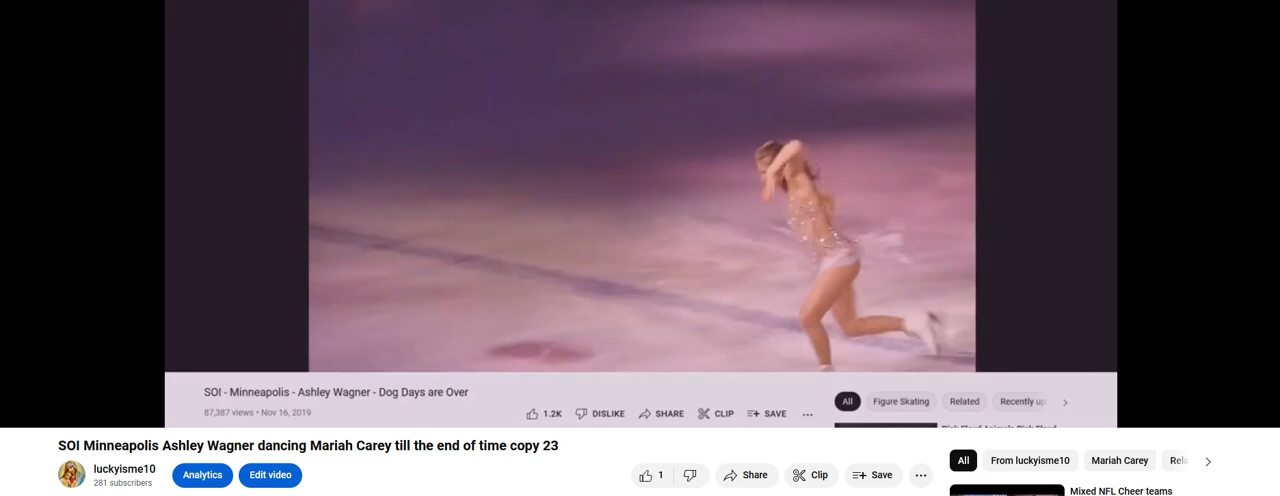 SOI - Minneapolis - Ashley Wagner - Dog Days are Over
87,387 views • Nov 16, 2019
1.2K DISLIKE SHARE CLIP SAVE ...
All Figure Skating Related Recently up
SOI Minneapolis Ashley Wagner dancing Mariah Carey till the end of time copy 23
luckyisme10
281 subscribers
Analytics Edit video
1 Share Clip Save ...
All From luckyisme10 Mariah Carey Rela
Mixed NFL Cheer teams